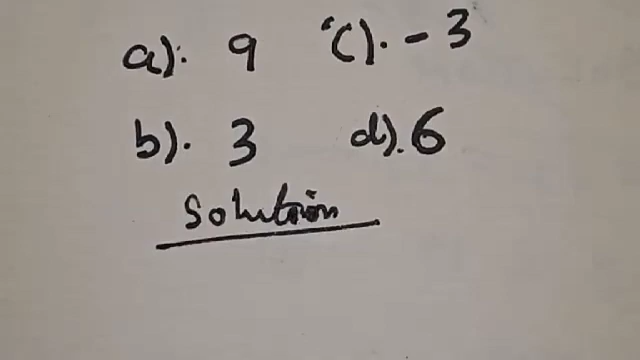 a). 9 c). - 3
b). 3 d). 6
Solution